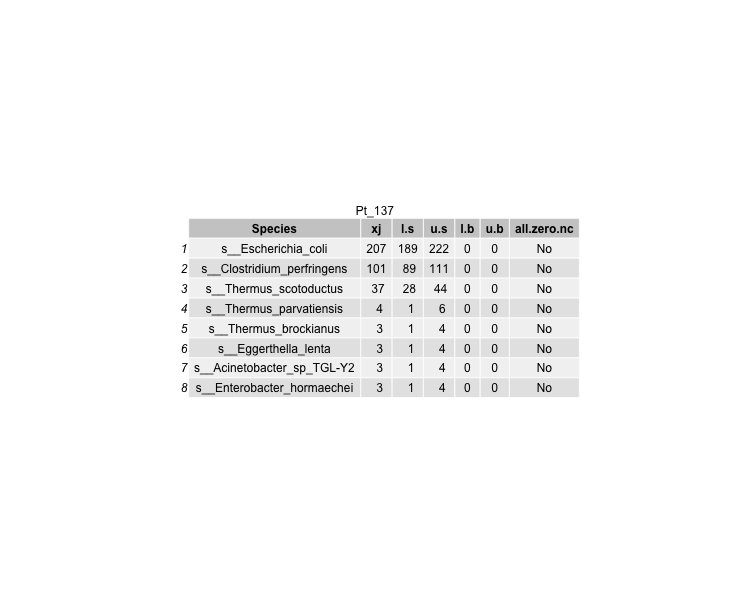 Pt_137
Species xj l.s u.s l.b u.b all.zero.nc
1 s__Escherichia_coli 207 189 222 0 0 No
2 s__Clostridium_perfringens 101 89 111 0 0 No
3 s__Thermus_scotoductus 37 28 44 0 0 No
4 s__Thermus_parvatiensis 4 1 6 0 0 No
5 s__Thermus_brockianus 3 1 4 0 0 No
6 s__Eggerthella_lenta 3 1 4 0 0 No
7 s__Acinetobacter_sp_TGL-Y2 3 1 4 0 0 No
8 s__Enterobacter_hormaechei 3 1 4 0 0 No